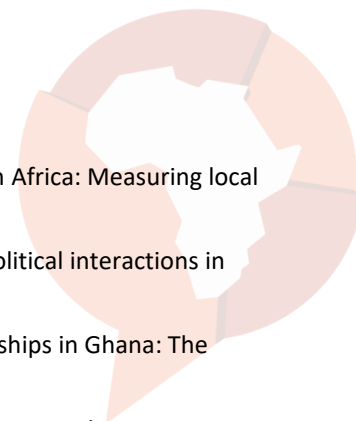 Africa: Measuring local
olitical interactions in
ships in Ghana: The